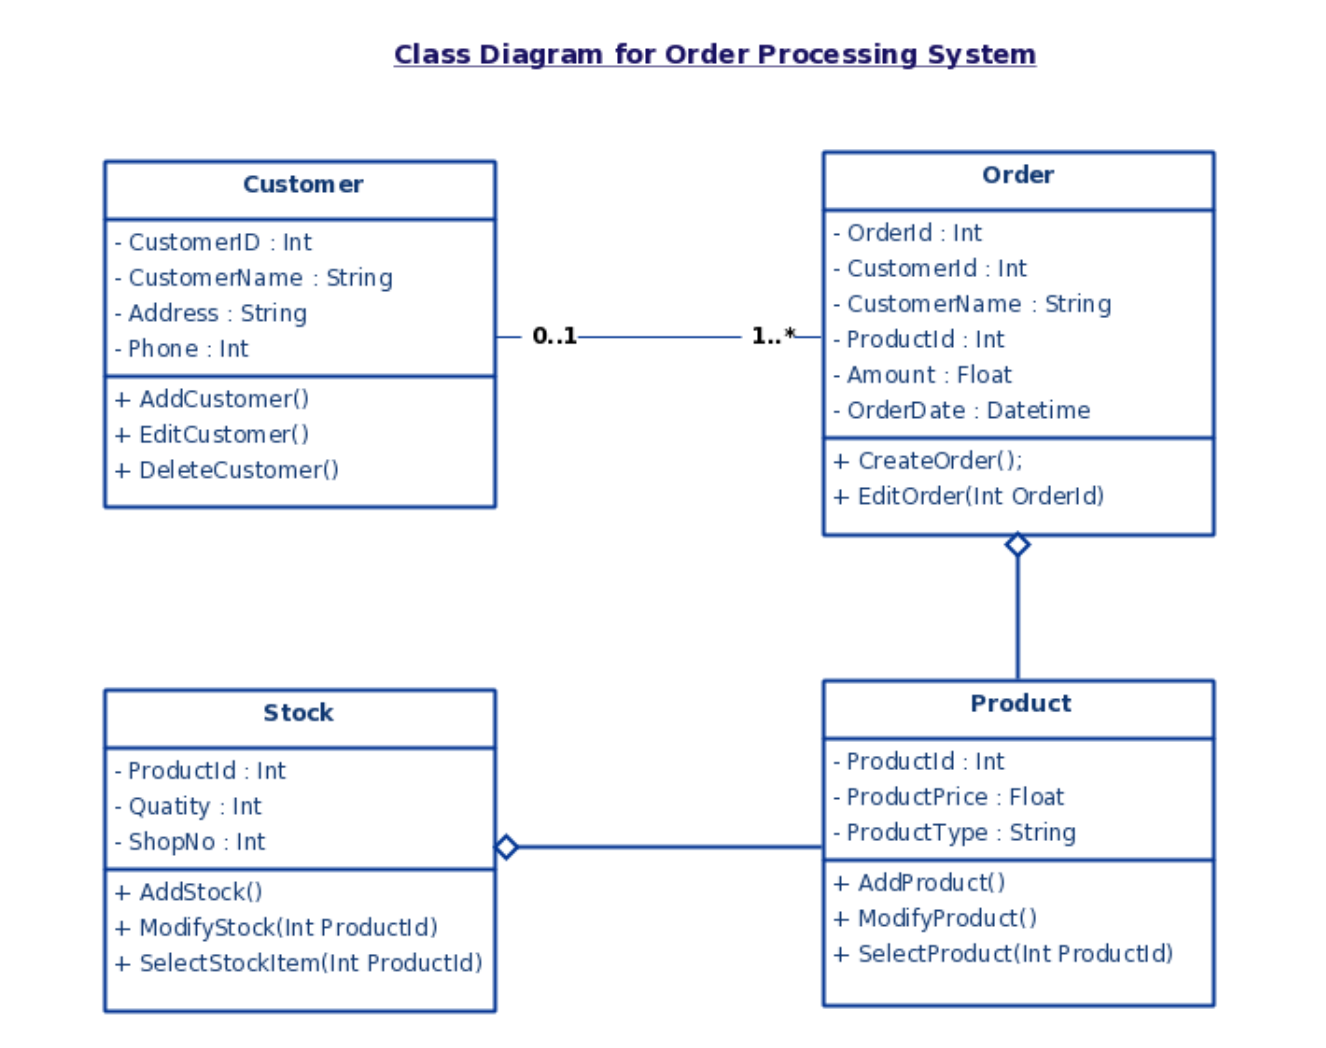 Class Diagram for Order Processing System
Customer
- CustomerID : Int
- CustomerName : String
- Address : String
- Phone : Int
+ AddCustomer()
+ EditCustomer()
+ DeleteCustomer()
0..1
1..*
Order
- OrderId : Int
- CustomerId : Int
- CustomerName : String
- ProductId : Int
- Amount : Float
- OrderDate : Datetime
+ CreateOrder();
+ EditOrder(Int OrderId)
Stock
- ProductId : Int
- Quatity : Int
- ShopNo : Int
+ AddStock()
+ ModifyStock(Int ProductId)
+ SelectStockItem(Int ProductId)
Product
- ProductId : Int
- ProductPrice : Float
- ProductType : String
+ AddProduct()
+ ModifyProduct()
+ SelectProduct(Int ProductId)